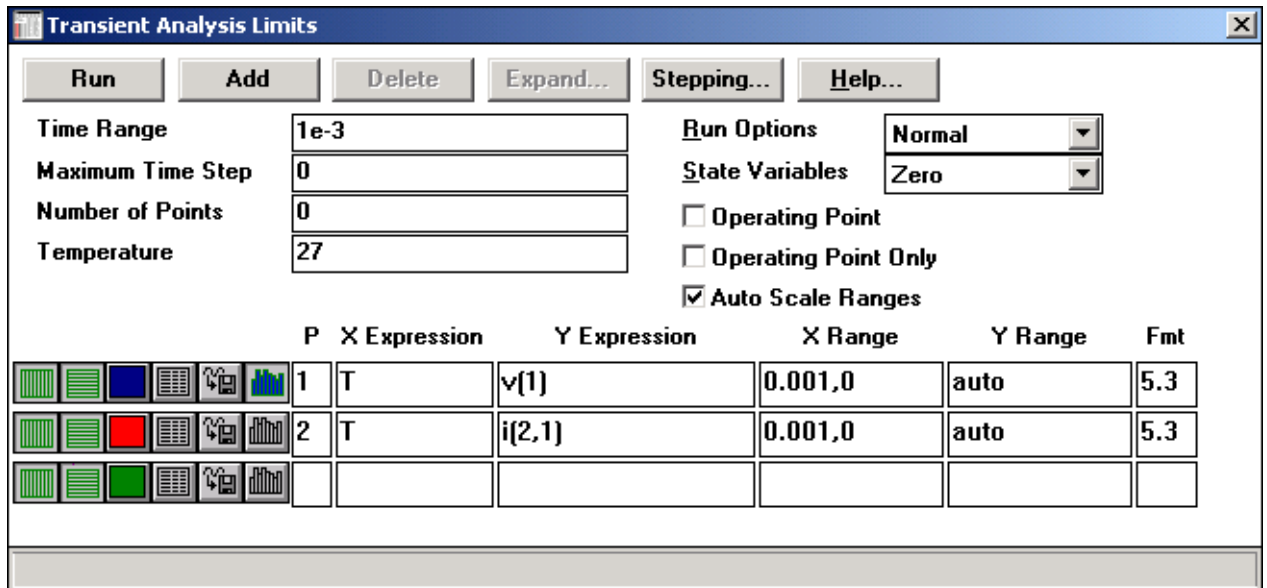 Transient Analysis Limits
Run Add Delete Expand... Stepping... Help...
Time Range 1e-3 Run Options Normal
Maximum Time Step 0 State Variables Zero
Number of Points 0 Operating Point
Temperature 27 Operating Point Only
Auto Scale Ranges
P X Expression Y Expression X Range Y Range Fmt
1 T v(1) 0.001,0 auto 5.3
2 T i(2,1) 0.001,0 auto 5.3